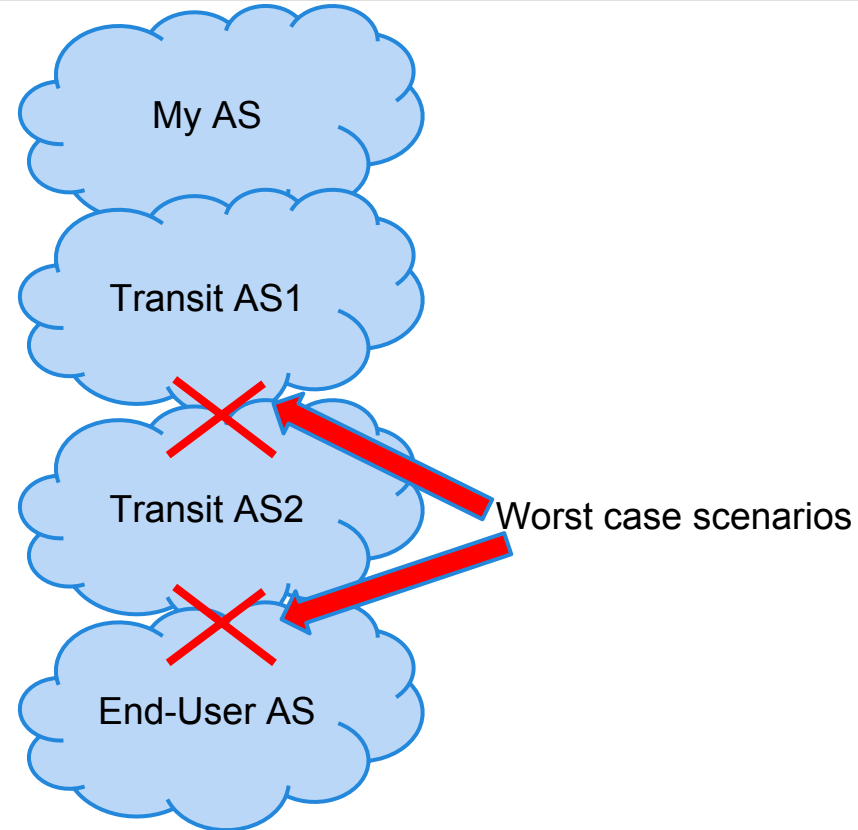 My AS
Transit AS1
Transit AS2
Worst case scenarios
End-User AS